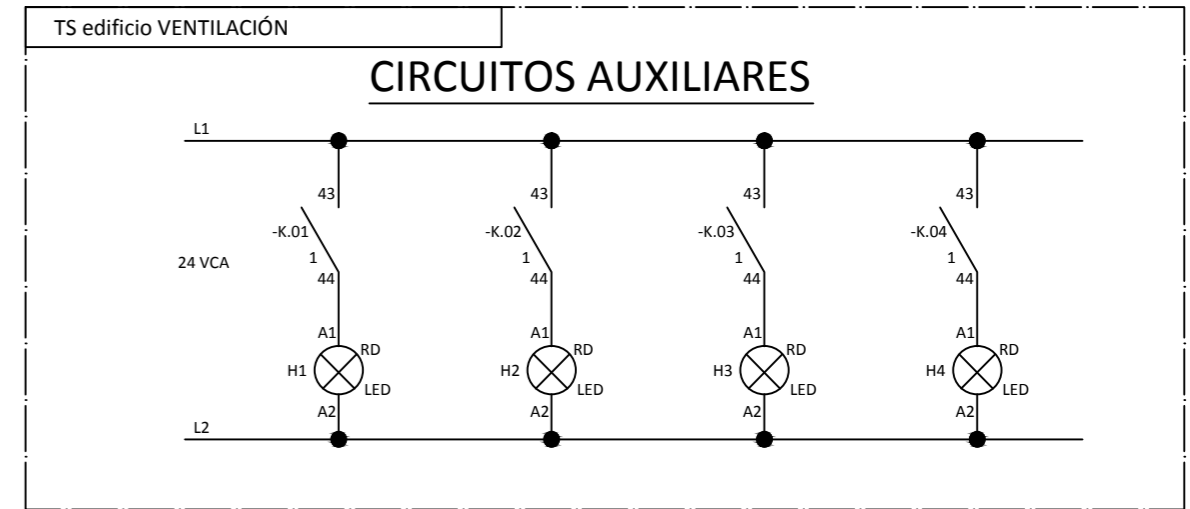 TS edificio VENTILACIÓN
CIRCUITOS AUXILIARES
L1
43 43 43 43
-K.01 -K.02 -K.03 -K.04
24 VCA 1 1 1 1
44 44 44 44
A1 A1 A1 A1
RD RD RD RD
H1 H2 H3 H4
LED LED LED LED
A2 A2 A2 A2
L2